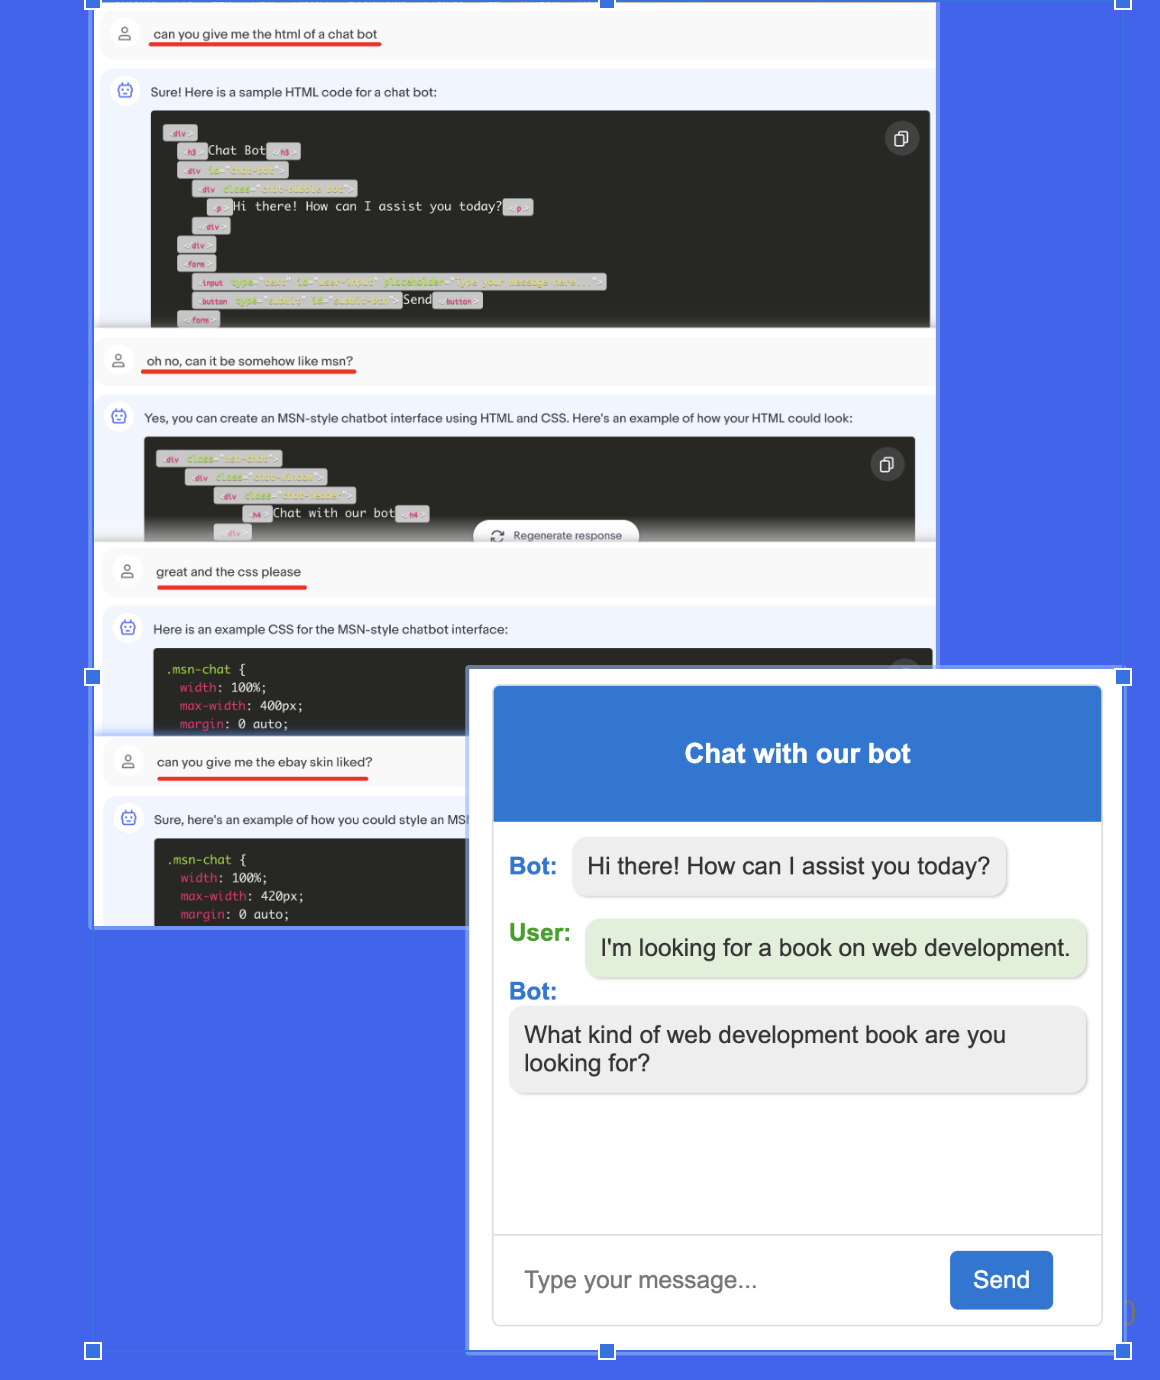 can you give me the html of a chat bot
Sure! Here is a sample HTML code for a chat bot:
<div>
<h3>Chat Bot</h3>
<div id="chat-bot">
<div class="chat-bubble bot">
<p>Hi there! How can I assist you today?</p>
</div>
</div>
<form>
<input type="text" id="user-input" placeholder="Type your message here...">
<button type="submit" id="submit-btn">Send</button>
</form>
oh no, can it be somehow like msn?
Yes, you can create an MSN-style chatbot interface using HTML and CSS. Here's an example of how your HTML could look:
<div class="msn-chat">
<div class="chat-window">
<div class="chat-header">
<h4>Chat with our bot</h4>
</div>
Regenerate response
great and the css please
Here is an example CSS for the MSN-style chatbot interface:
.msn-chat {
width: 100%;
max-width: 400px;
margin: 0 auto;
can you give me the ebay skin liked?
Sure, here's an example of how you could style an
.msn-chat {
width: 100%;
max-width: 420px;
margin: 0 auto;
Chat with our bot
Bot: Hi there! How can I assist you today?
User: I'm looking for a book on web development.
Bot:
What kind of web development book are you
looking for?
Type your message...
Send